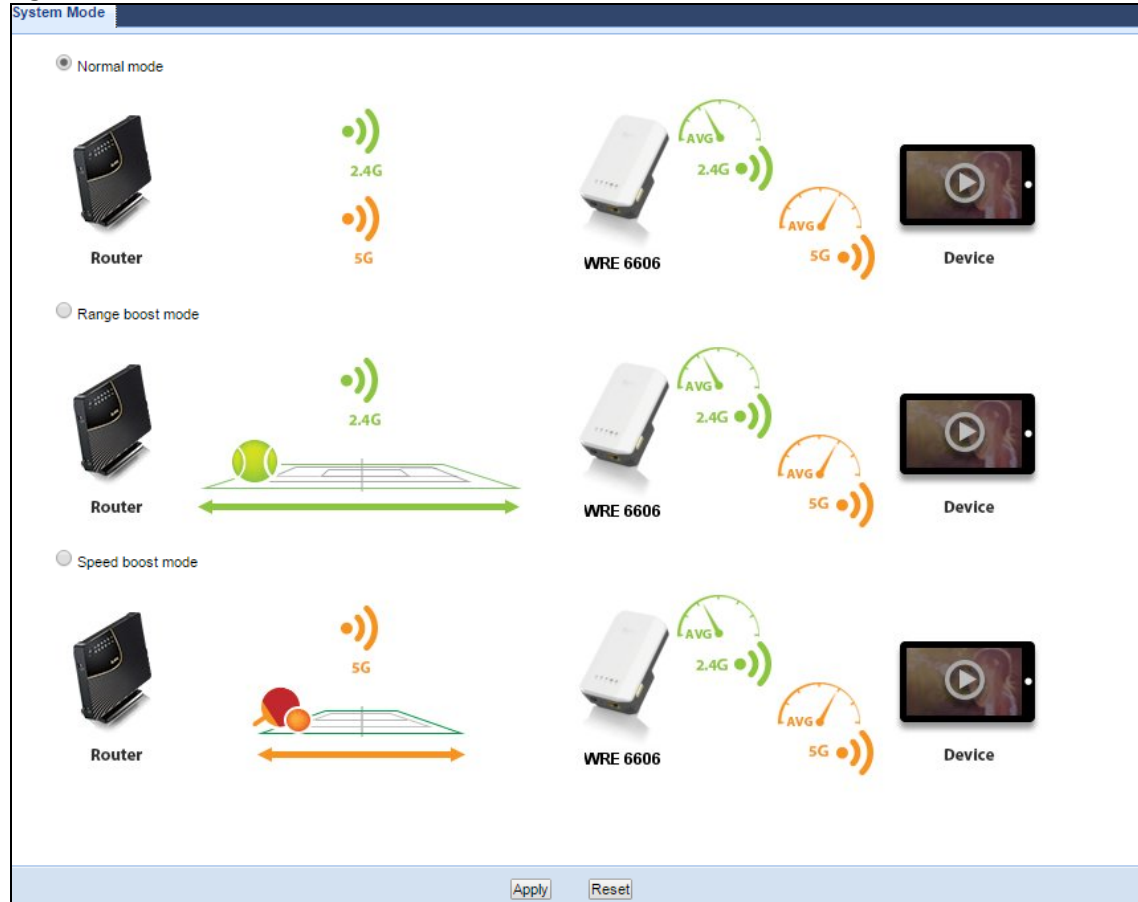 System Mode
Normal mode
2.4G
5G
AVG
2.4G
AVG
5G
Router
WRE 6606
Device
Range boost mode
2.4G
AVG
2.4G
AVG
5G
Router
WRE 6606
Device
Speed boost mode
5G
AVG
2.4G
AVG
5G
Router
WRE 6606
Device
Apply
Reset